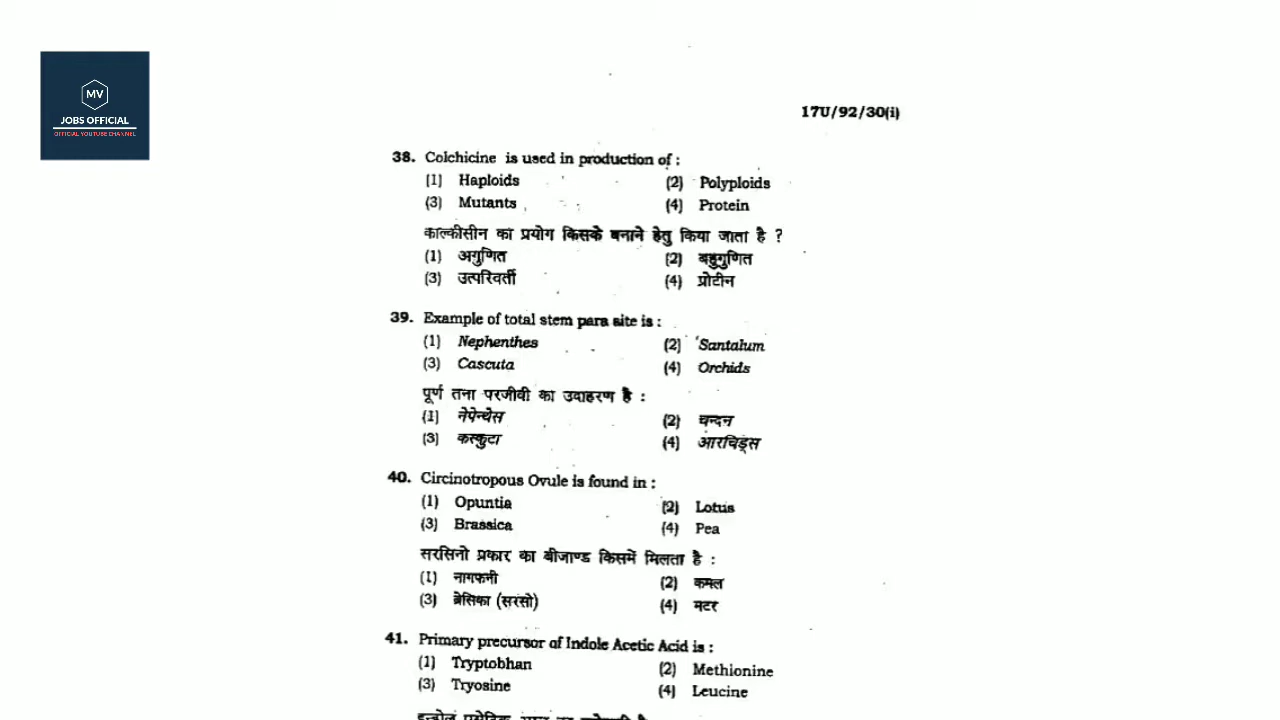 MV
JOBS OFFICIAL
OFFICIAL YOUTUBE CHANNEL
17U/92/30(i)
38. Colchicine is used in production of :
(1) Haploids (2) Polyploids
(3) Mutants (4) Protein
काल्कीसीन का प्रयोग किसके बनाने हेतु किया जाता है ?
(1) अगुणित (2) बहुगुणित
(3) उत्परिवर्ती (4) प्रोटीन
39. Example of total stem para site is :
(1) Nephenthes (2) Santalum
(3) Cascuta (4) Orchids
पूर्ण तना परजीवी का उदाहरण है :
(1) नेपेन्थेस (2) चन्दन
(3) कस्कुटा (4) आरचिड्स
40. Circinotropous Ovule is found in :
(1) Opuntia (2) Lotus
(3) Brassica (4) Pea
सरसिनो प्रकार का बीजाण्ड किसमें मिलता है :
(1) नागफनी (2) कमल
(3) ब्रेसिका (सरसो) (4) मटर
41. Primary precursor of Indole Acetic Acid is :
(1) Tryptobhan (2) Methionine
(3) Tryosine (4) Leucine